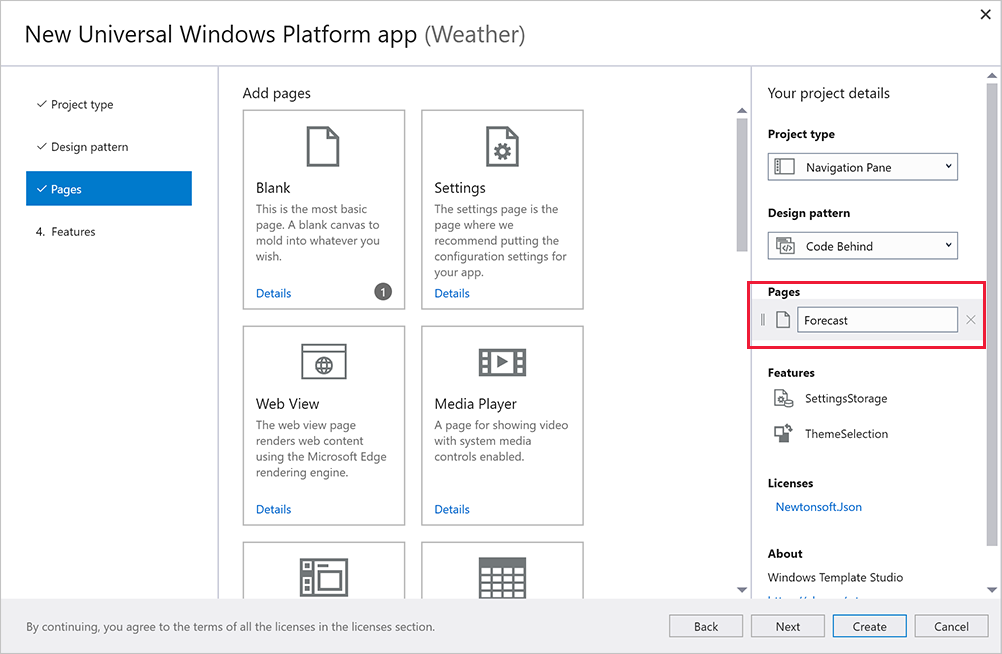 New Universal Windows Platform app (Weather)
Project type
Design pattern
Pages
4. Features
Add pages
Blank
This is the most basic
page. A blank canvas to
mold into whatever you
wish.
Details
1
Settings
The settings page is the
page where we
recommend putting the
configuration settings for
your app.
Details
Web View
The web view page
renders web content
using the Microsoft Edge
rendering engine.
Details
Media Player
A page for showing video
with system media
controls enabled.
Details
Your project details
Project type
Navigation Pane
Design pattern
Code Behind
Pages
Forecast
Features
SettingsStorage
ThemeSelection
Licenses
Newtonsoft.Json
About
Windows Template Studio
By continuing, you agree to the terms of all the licenses in the licenses section.
Back
Next
Create
Cancel